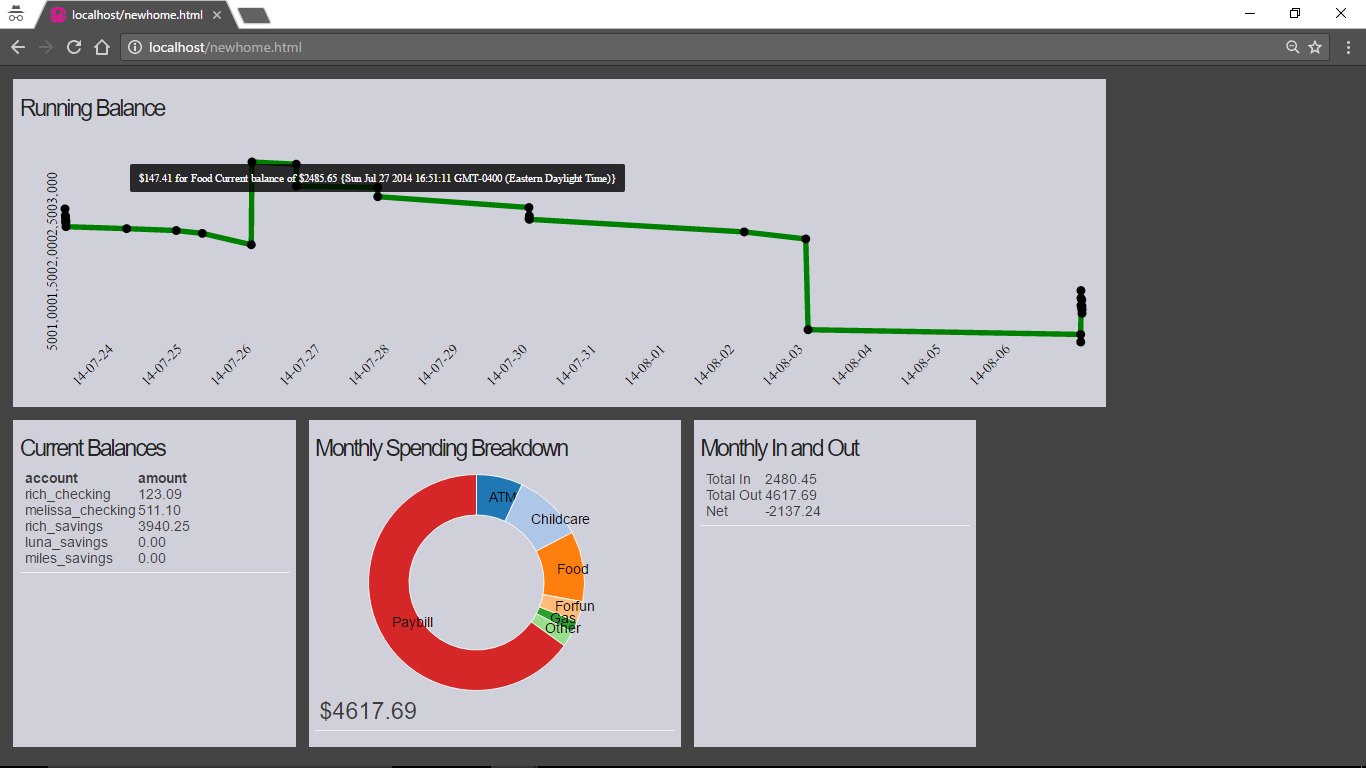 localhost/newhome.html
localhost/newhome.html
Running Balance
$147.41 for Food Current balance of $2485.65 {Sun Jul 27 2014 16:51:11 GMT-0400 (Eastern Daylight Time)}
5001,0001,5002,0002,5003,000
14-07-24 14-07-25 14-07-26 14-07-27 14-07-28 14-07-29 14-07-30 14-07-31 14-08-01 14-08-02 14-08-03 14-08-04 14-08-05 14-08-06
Current Balances
account amount
rich_checking 123.09
melissa_checking 511.10
rich_savings 3940.25
luna_savings 0.00
miles_savings 0.00
Monthly Spending Breakdown
ATM
Childcare
Food
Forfun
Gas
Other
Paybill
$4617.69
Monthly In and Out
Total In 2480.45
Total Out 4617.69
Net -2137.24